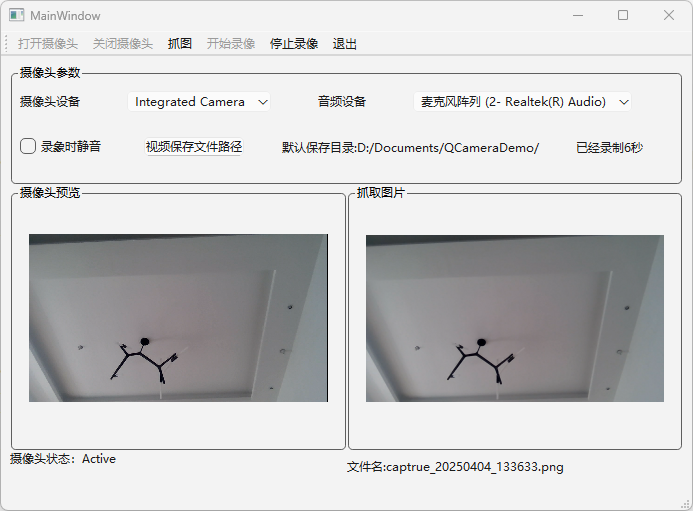 MainWindow
打开摄像头 关闭摄像头 抓图 开始录像 停止录像 退出
摄像头参数
摄像头设备 Integrated Camera 音频设备 麦克风阵列 (2- Realtek(R) Audio)
录象时静音 视频保存文件路径 默认保存目录:D:/Documents/QCameraDemo/ 已经录制6秒
摄像头预览 抓取图片
摄像头状态：Active
文件名:captrue_20250404_133633.png